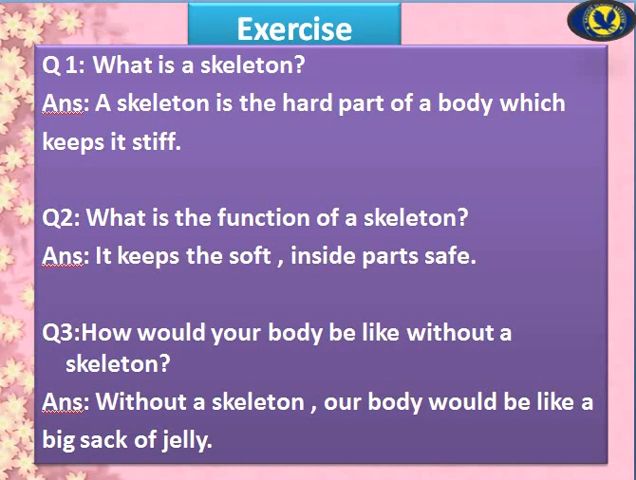 Exercise
Q 1: What is a skeleton?
Ans: A skeleton is the hard part of a body which
keeps it stiff.
Q2: What is the function of a skeleton?
Ans: It keeps the soft , inside parts safe.
Q3:How would your body be like without a
skeleton?
Ans: Without a skeleton , our body would be like a
big sack of jelly.